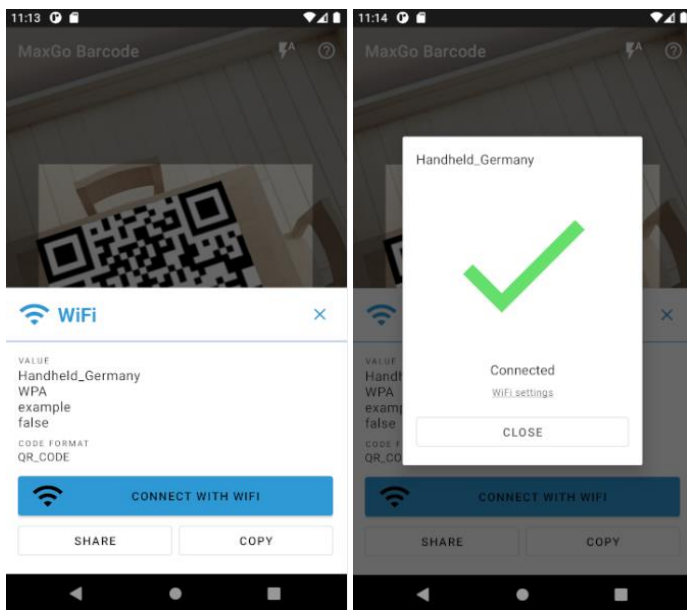 11:13
MaxGo Barcode
A
WiFi
VALUE
Handheld_Germany
WPA
example
false
CODE FORMAT
QR_CODE
CONNECT WITH WIFI
SHARE
COPY
11:14
MaxGo Barcode
A
Handheld_Germany
Connected
WiFi settings
CLOSE
VALUE
Handh
WPA
examp
false
CODE F
QR_CO
CONNECT WITH WIFI
SHARE
COPY